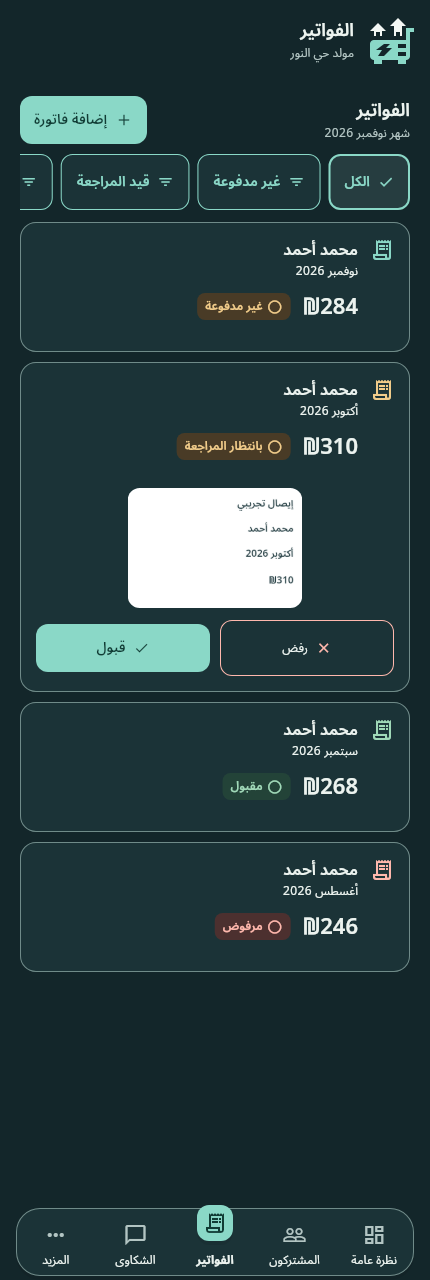 الفواتير
مولد حي النور
الفواتير
شهر نوفمبر 2026
إضافة فاتورة
الكل
غير مدفوعة
قيد المراجعة
محمد أحمد
نوفمبر 2026
₪284
غير مدفوعة
محمد أحمد
أكتوبر 2026
₪310
بانتظار المراجعة
إيصال تجريبي
محمد أحمد
أكتوبر 2026
₪310
رفض
قبول
محمد أحمد
سبتمبر 2026
₪268
مقبول
محمد أحمد
أغسطس 2026
₪246
مرفوض
نظرة عامة
المشتركون
الفواتير
الشكاوى
المزيد